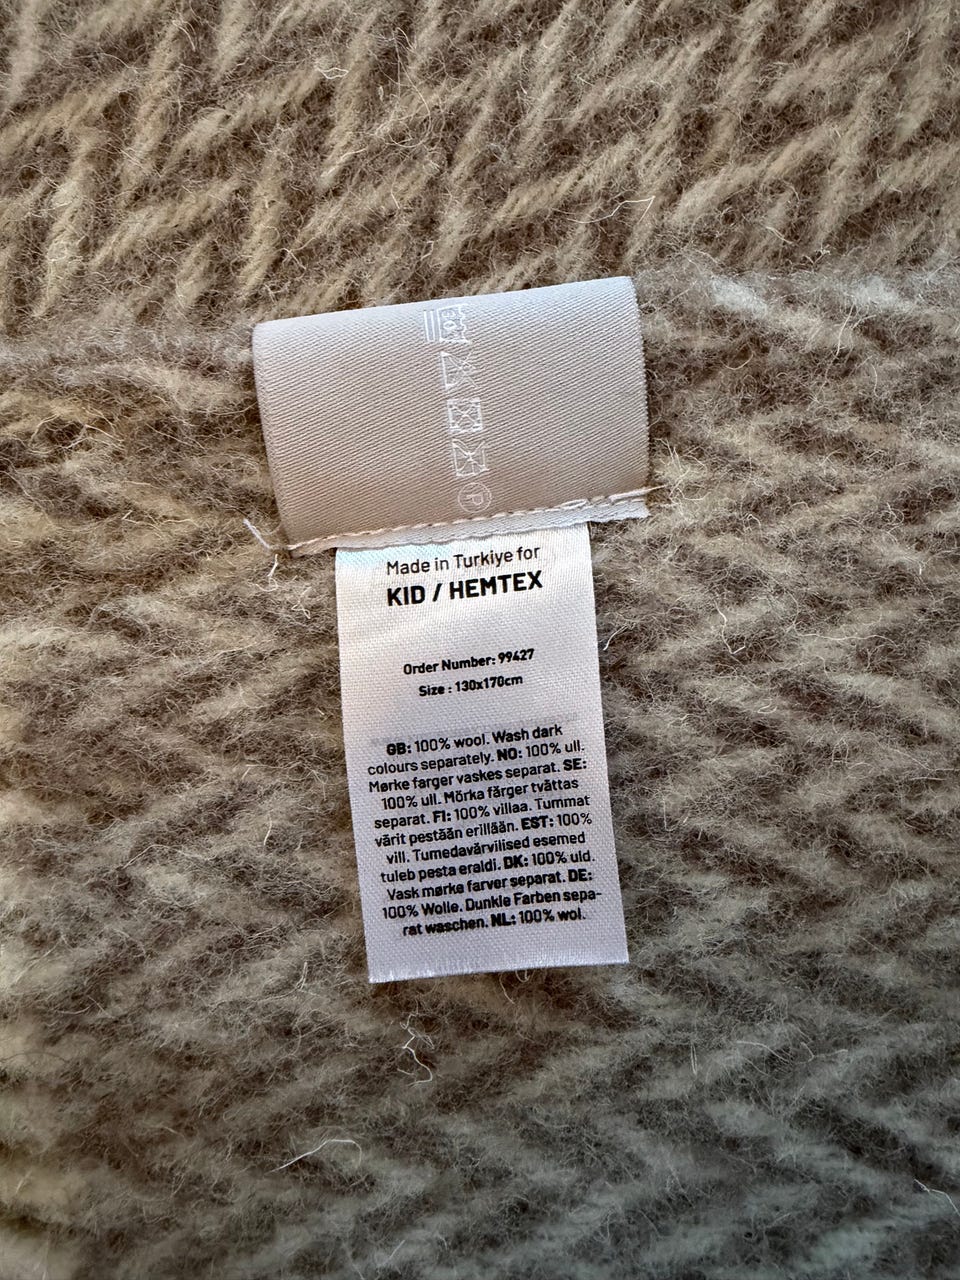 30
P
Made in Turkiye for
KID / HEMTEX
Order Number: 99427
Size : 130x170cm
GB: 100% wool. Wash dark
colours separately. NO: 100% ull.
Mørke farger vaskes separat. SE:
100% ull. Mörka färger tvättas
separat. FI: 100% villaa. Tummat
värit pestään erillään. EST: 100%
vill. Tumedavärvilised esemed
tuleb pesta eraldi. DK: 100% uld.
Vask mørke farver separat. DE:
100% Wolle. Dunkle Farben sepa-
rat waschen. NL: 100% wol.